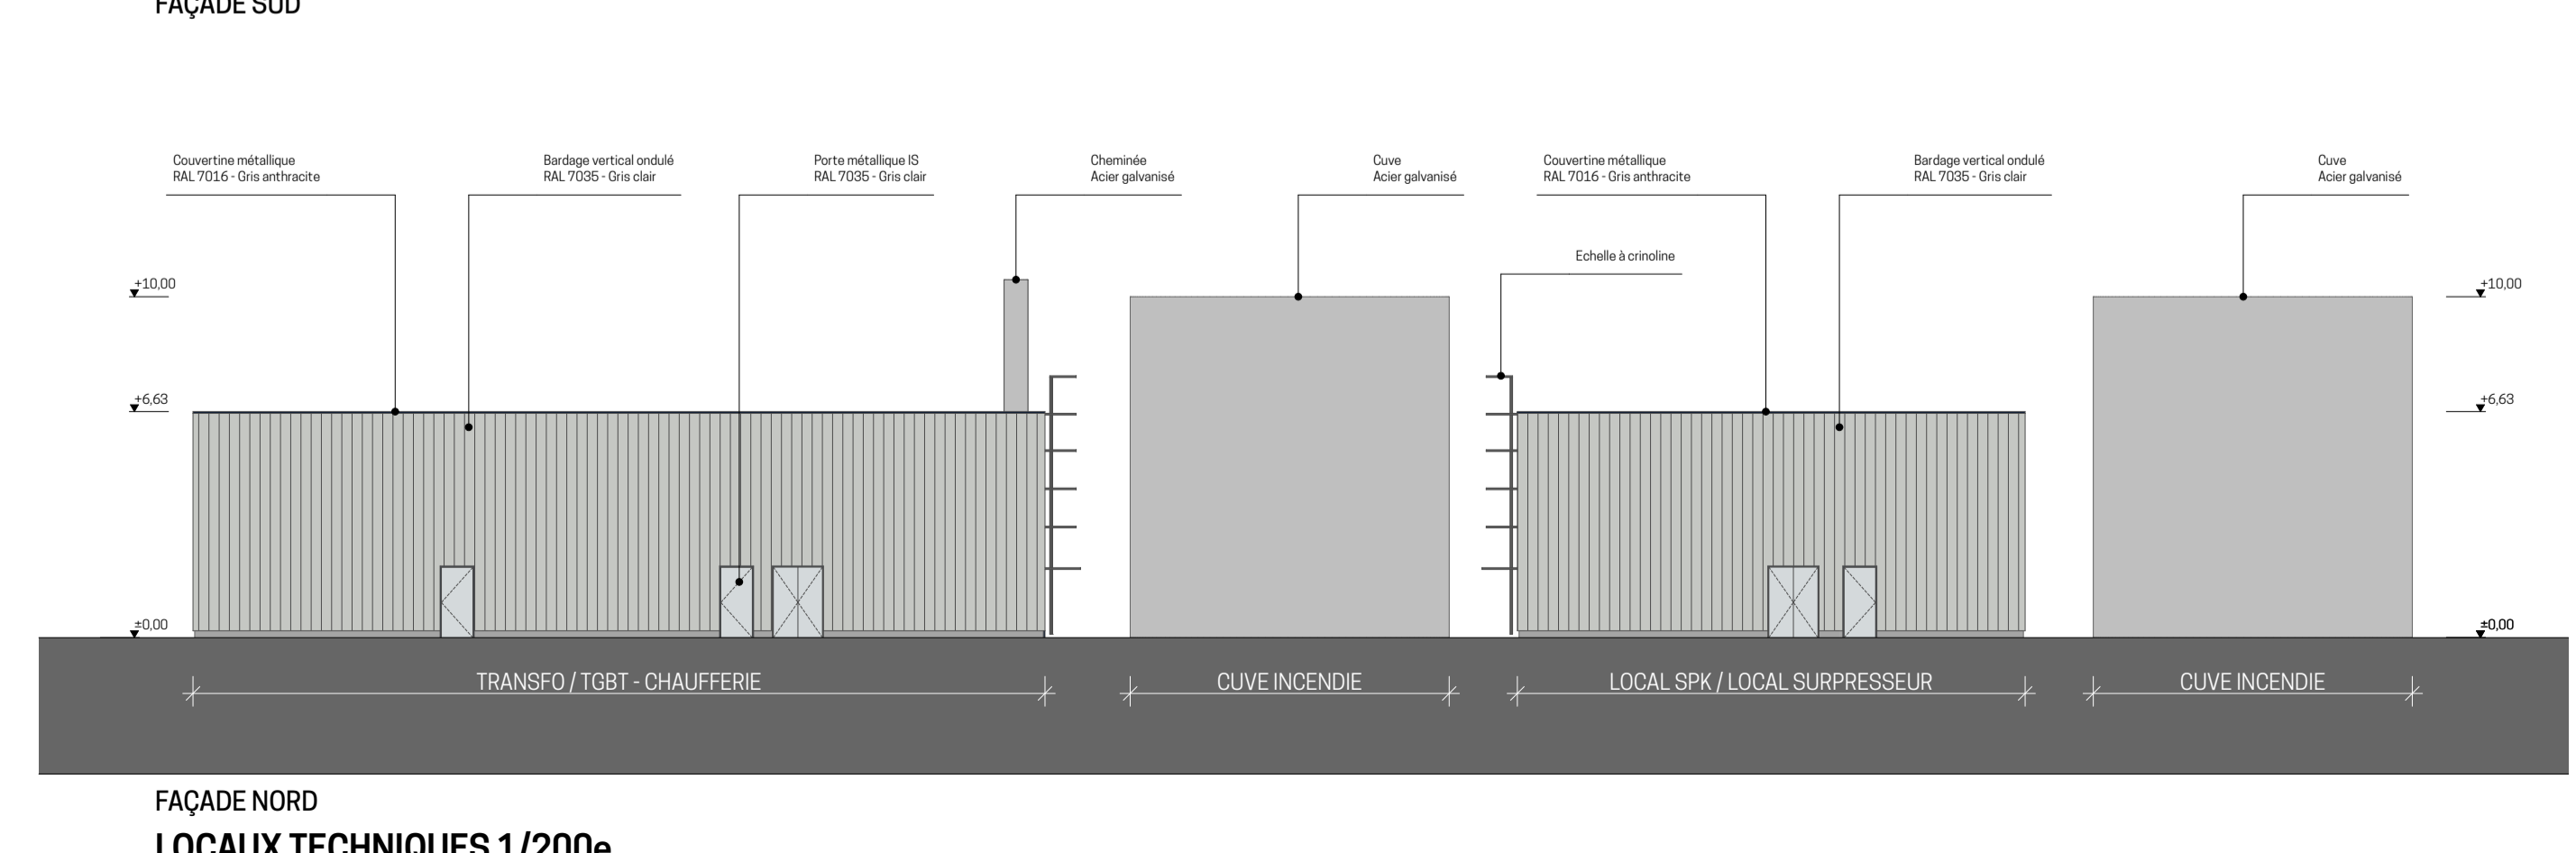 FAÇADE SUD
Couvertine métallique
RAL 7016 - Gris anthracite
Bardage vertical ondulé
RAL 7035 - Gris clair
Porte métallique IS
RAL 7035 - Gris clair
Cheminée
Acier galvanisé
Cuve
Acier galvanisé
Couvertine métallique
RAL 7016 - Gris anthracite
Bardage vertical ondulé
RAL 7035 - Gris clair
Cuve
Acier galvanisé
Echelle à crinoline
+10,00
+10,00
+6,63
+6,63
±0,00
±0,00
TRANSFO / TGBT - CHAUFFERIE
CUVE INCENDIE
LOCAL SPK / LOCAL SURPRESSEUR
CUVE INCENDIE
FAÇADE NORD
LOCAUX TECHNIQUES 1/200e